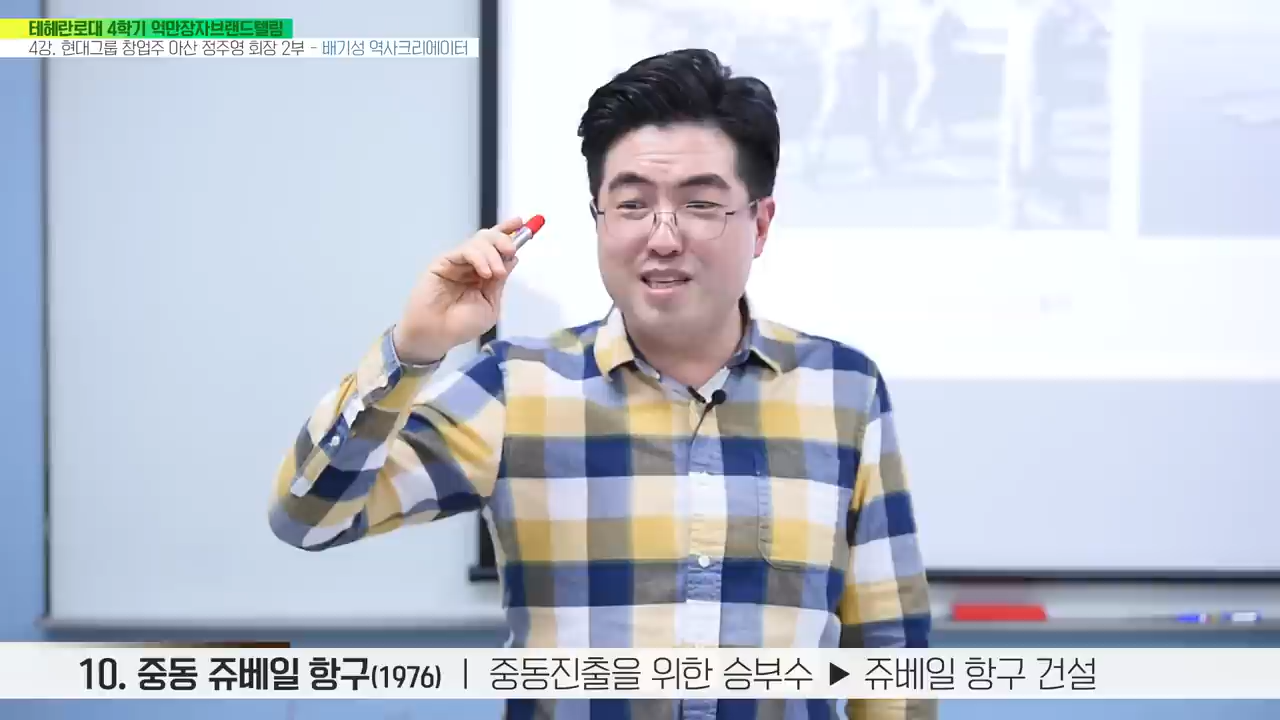 테헤란로대 4학기 억만장자브랜드텔링
4강. 현대그룹 창업주 아산 정주영 회장 2부 - 배기성 역사크리에이터
10. 중동 쥬베일 항구(1976) | 중동진출을 위한 승부수 ▶ 쥬베일 항구 건설